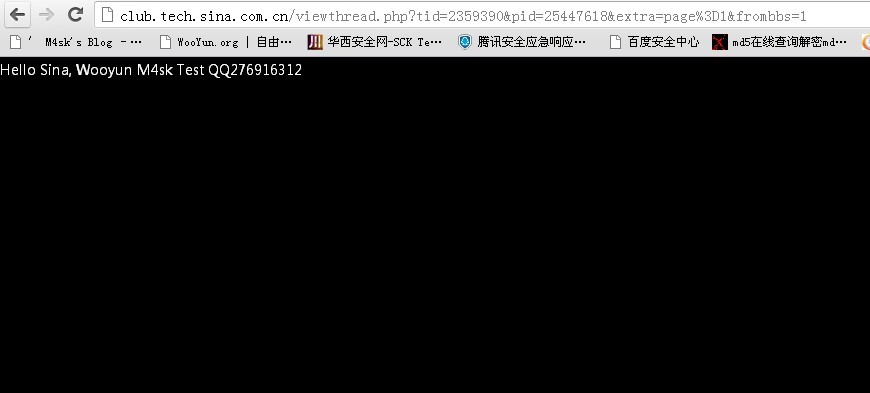 club.tech.sina.com.cn/viewthread.php?tid=2359390&pid=25447618&extra=page%3D1&frombbs=1
' M4sk's Blog -... WooYun.org | 自由... 华西安全网-SCK Te... 腾讯安全应急响应... 百度安全中心 md5在线查询解密md...
Hello Sina, Wooyun M4sk Test QQ276916312